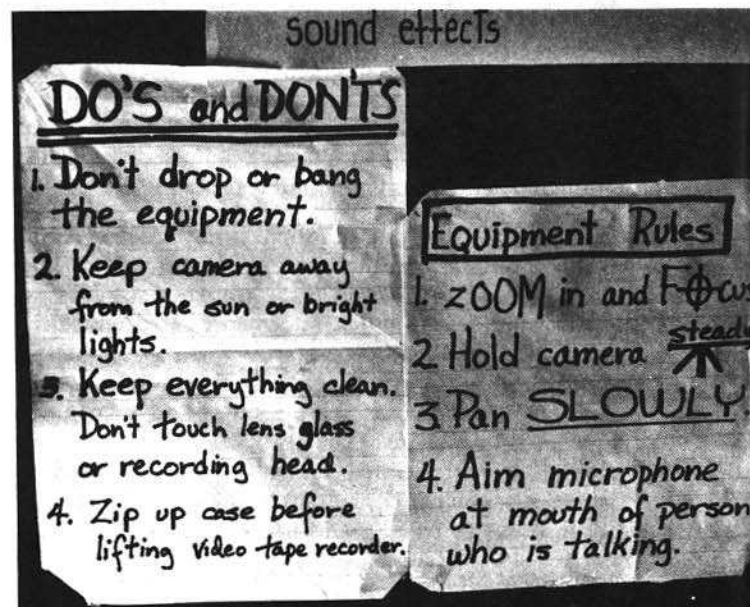 sound effects
DO'S and DON'TS
1. Don't drop or bang
the equipment.
2. Keep camera away
from the sun or bright
lights.
3. Keep everything clean.
Don't touch lens glass
or recording head.
4. Zip up case before
lifting video tape recorder.
Equipment Rules
1. ZOOM in and Focu
2 Hold camera steady
3. Pan SLOWLY
4. Aim microphone
at mouth of person
who is talking.